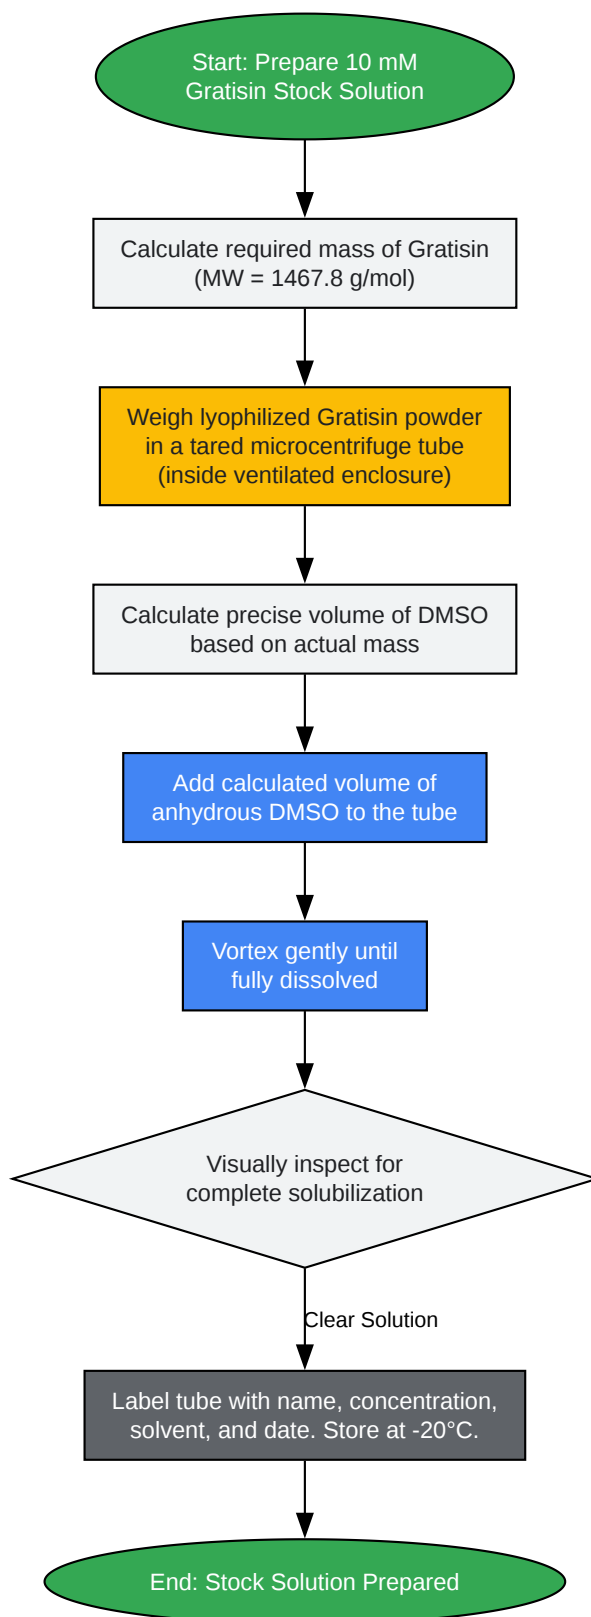 Start: Prepare 10 mM
Gratisin Stock Solution
Calculate required mass of Gratisin
(MW = 1467.8 g/mol)
Weigh lyophilized Gratisin powder
in a tared microcentrifuge tube
(inside ventilated enclosure)
Calculate precise volume of DMSO
based on actual mass
Add calculated volume of
anhydrous DMSO to the tube
Vortex gently until
fully dissolved
Visually inspect for
complete solubilization
Clear Solution
Label tube with name, concentration,
solvent, and date. Store at -20°C.
End: Stock Solution Prepared